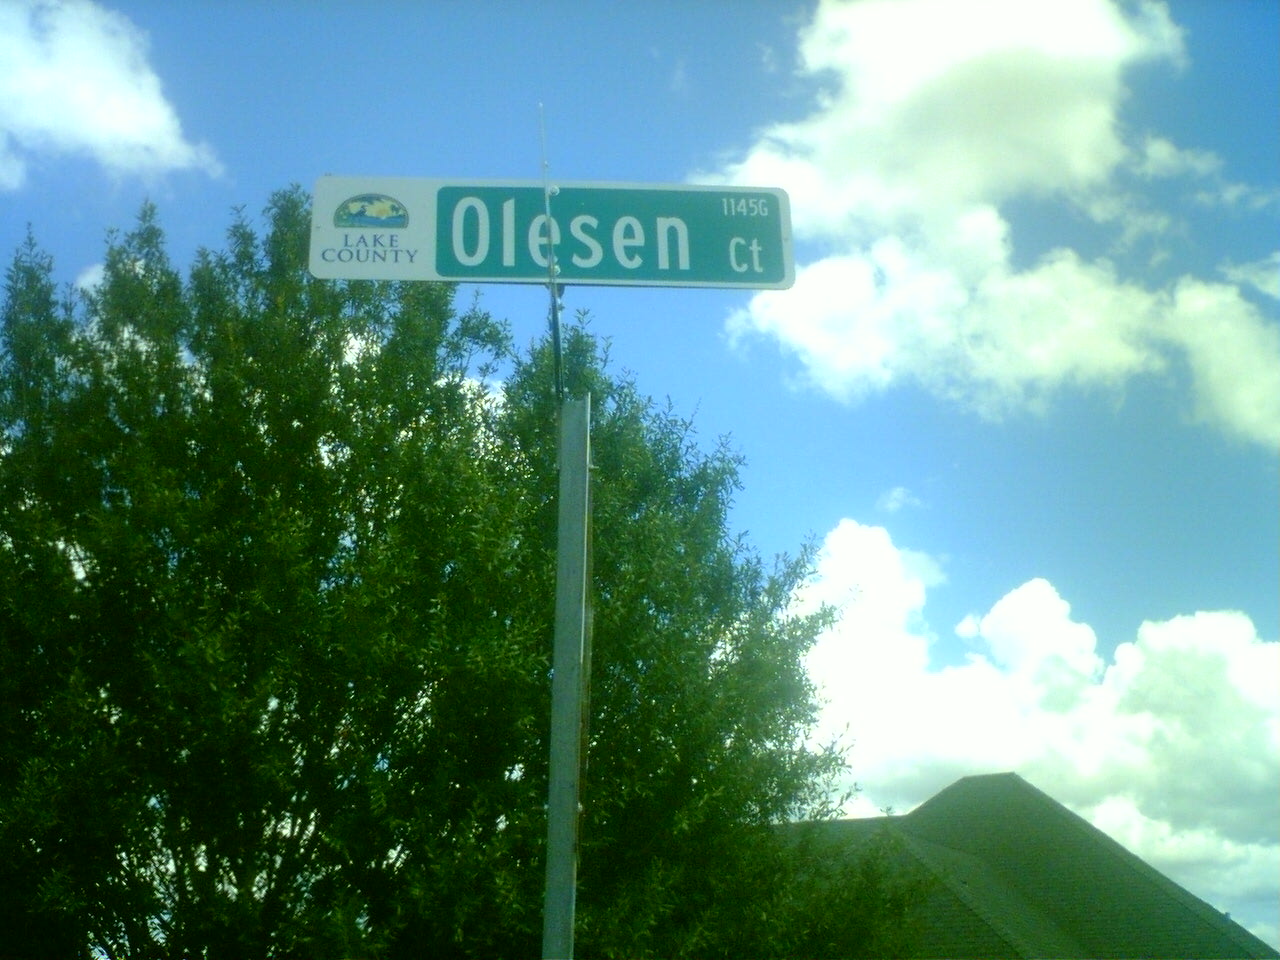 LAKE
COUNTY
Olesen
1145G
Ct